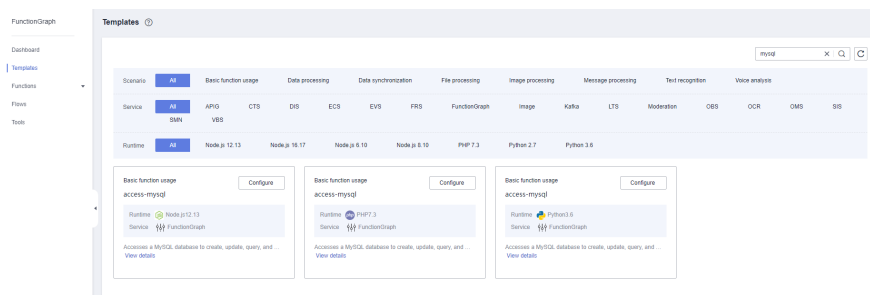 FunctionGraph
Templates
Dashboard
Templates
Functions
Flows
Tools
mysql
Scenario All Basic function usage Data processing Data synchronization File processing Image processing Message processing Text recognition Voice analysis
Service All APIG CTS DIS ECS EVS FRS FunctionGraph Image Kafka LTS Moderation OBS OCR OMS SIS
SMN VBS
Runtime All Node.js 12.13 Node.js 16.17 Node.js 6.10 Node.js 8.10 PHP 7.3 Python 2.7 Python 3.6
Basic function usage Configure
access-mysql
Runtime Node.js12.13
Service FunctionGraph
Accesses a MySQL database to create, update, query, and ...
View details
Basic function usage Configure
access-mysql
Runtime php PHP7.3
Service FunctionGraph
Accesses a MySQL database to create, update, query, and ...
View details
Basic function usage Configure
access-mysql
Runtime Python3.6
Service FunctionGraph
Accesses a MySQL database to create, update, query, and ...
View details